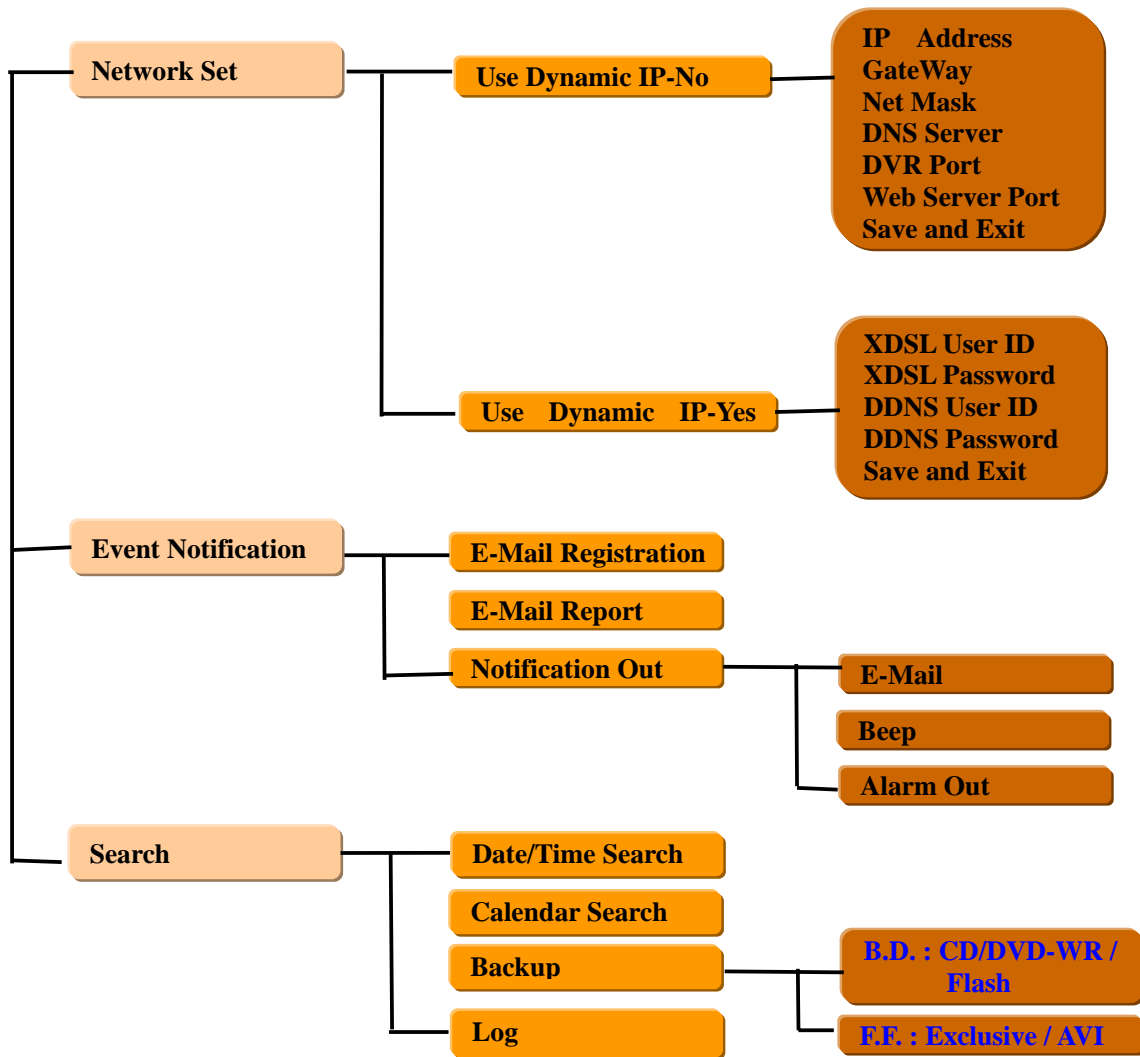 Network Set
Use Dynamic IP-No
IP Address
GateWay
Net Mask
DNS Server
DVR Port
Web Server Port
Save and Exit
Use Dynamic IP-Yes
XDSL User ID
XDSL Password
DDNS User ID
DDNS Password
Save and Exit
Event Notification
E-Mail Registration
E-Mail Report
Notification Out
E-Mail
Beep
Alarm Out
Search
Date/Time Search
Calendar Search
Backup
B.D. : CD/DVD-WR /
Flash
F.F. : Exclusive / AVI
Log